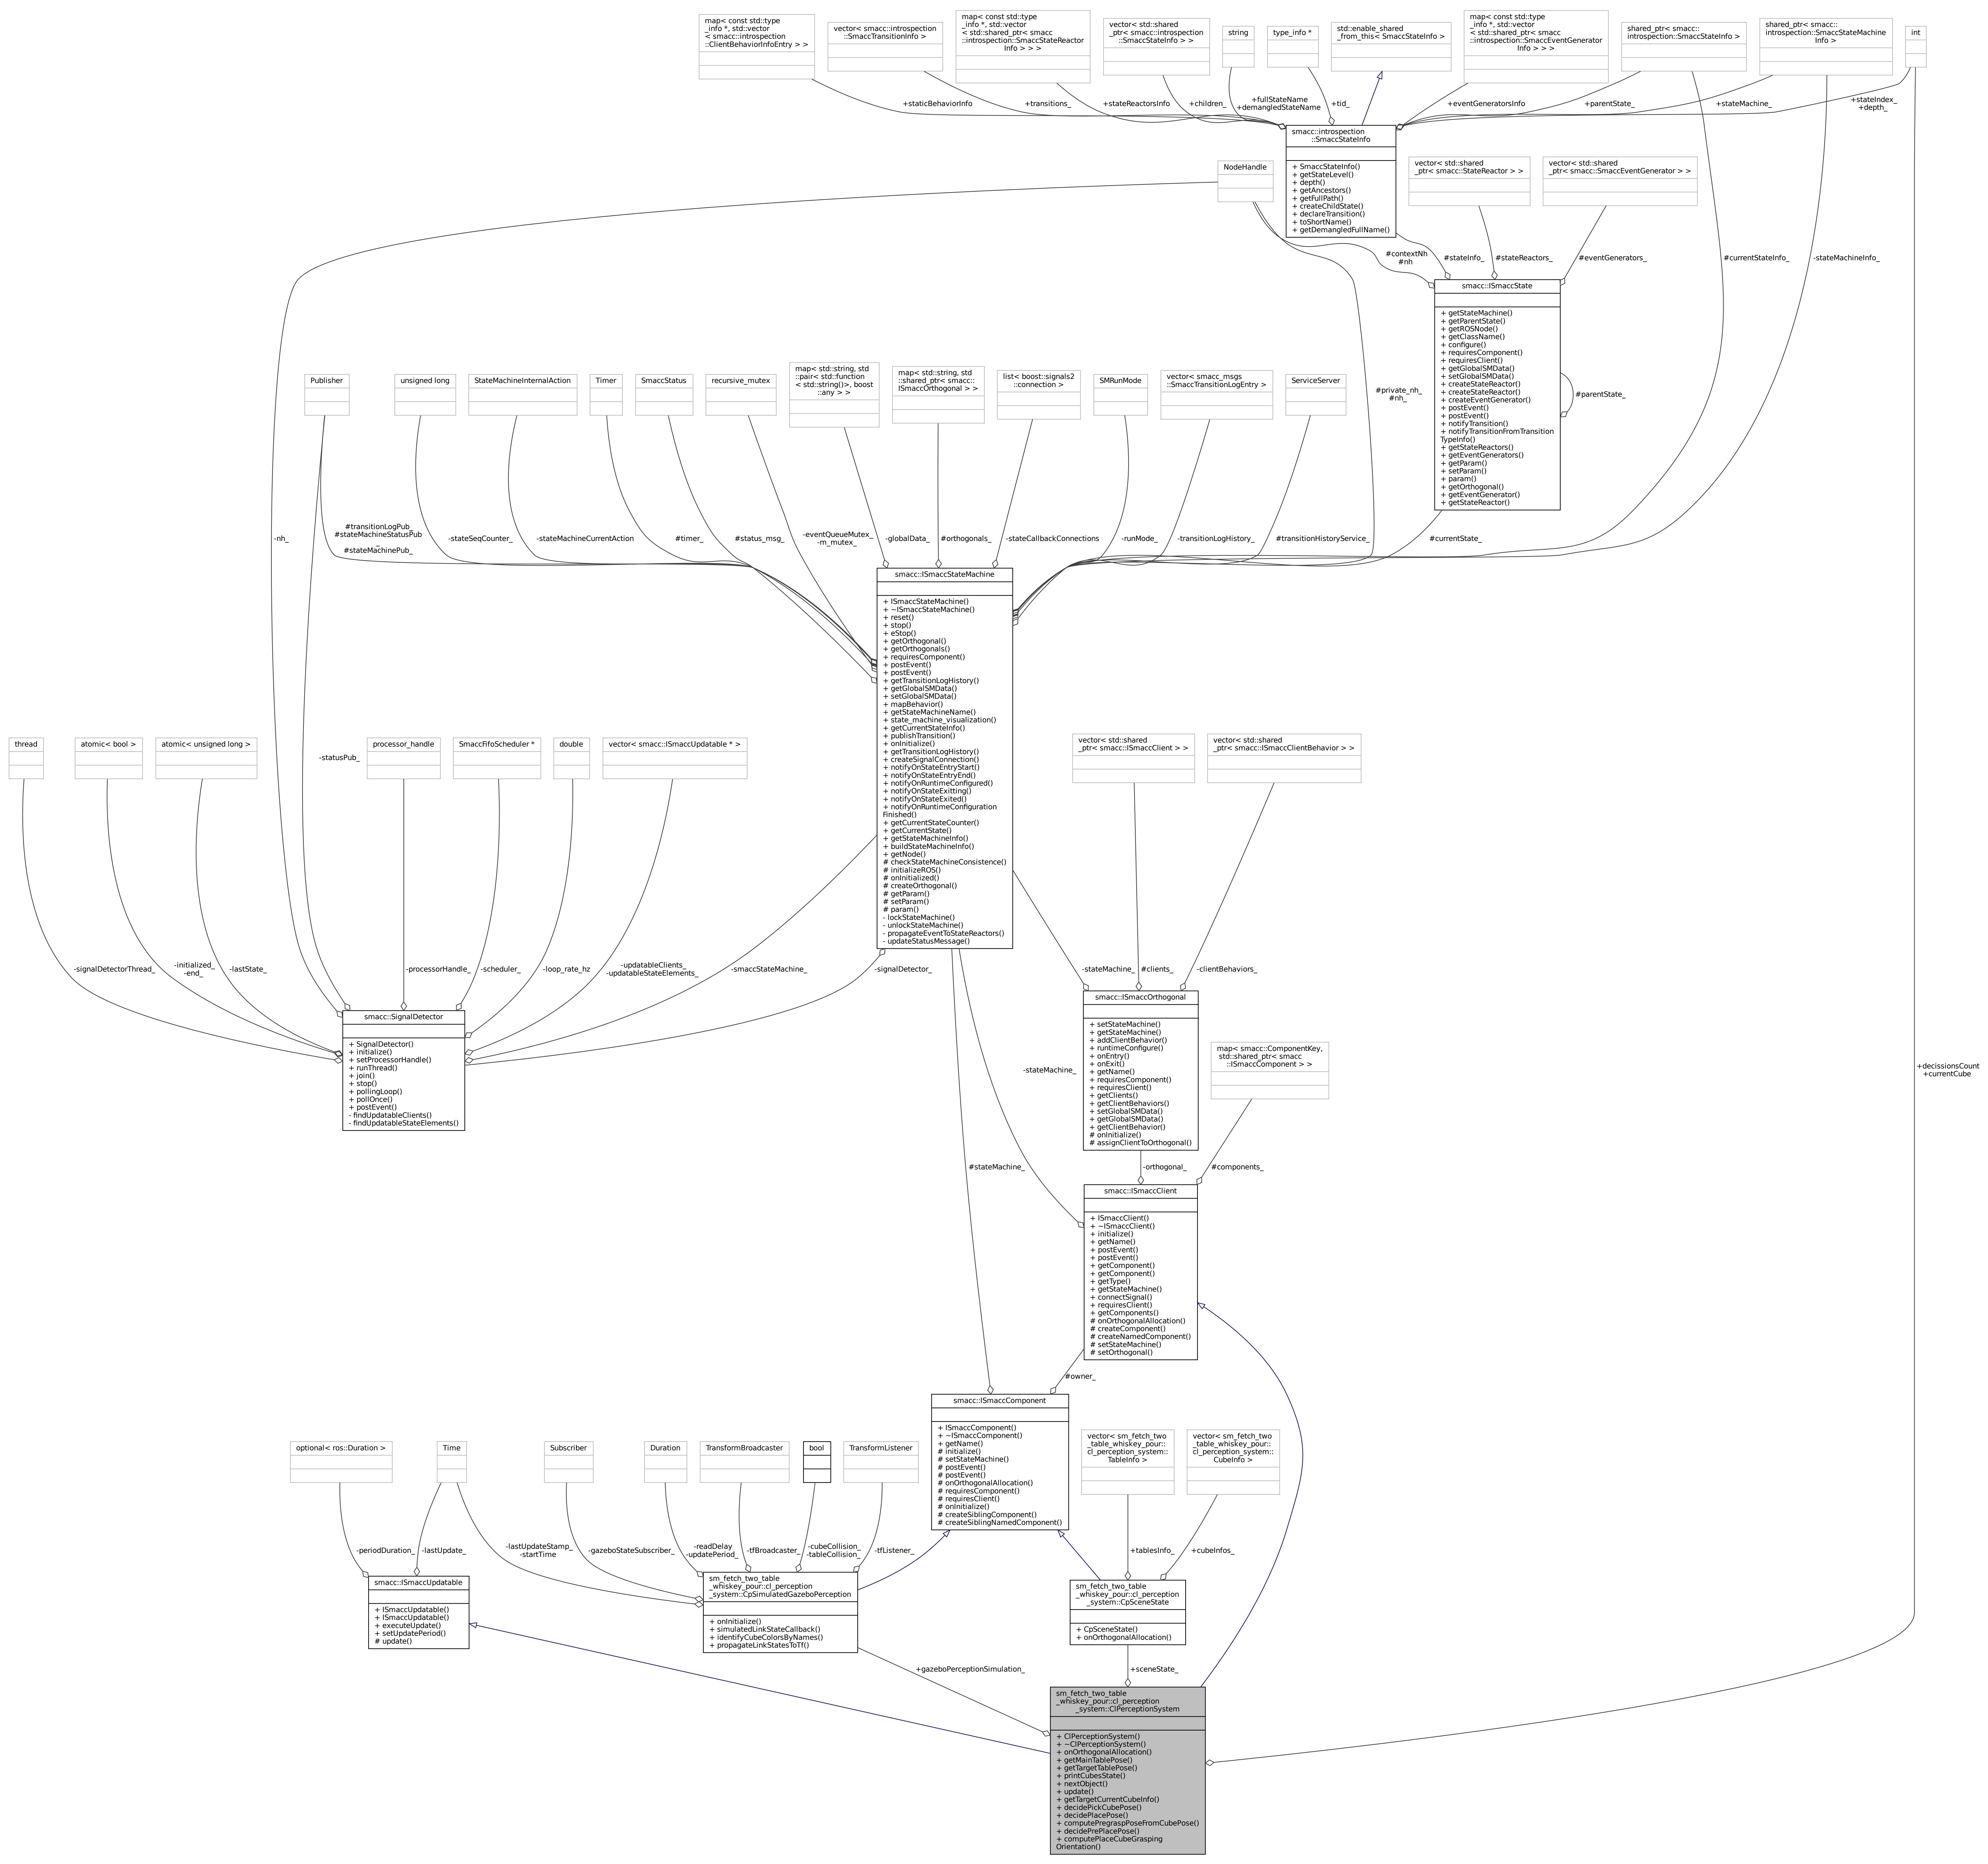 map< const std::type
_info *, std::vector
< smacc::introspection
::ClientBehaviorInfoEntry > >
vector< smacc::introspection
::SmaccTransitionInfo >
map< const std::type
_info *, std::vector
< std::shared_ptr< smacc
::introspection::SmaccStateReactor
Info > > >
vector< std::shared
_ptr< smacc::introspection
::SmaccStateInfo > >
string
type_info *
std::enable_shared
_from_this< SmaccStateInfo >
map< const std::type
_info *, std::vector
< std::shared_ptr< smacc
::introspection::SmaccEventGenerator
Info > > >
shared_ptr< smacc::
introspection::SmaccStateInfo >
shared_ptr< smacc::
introspection::SmaccStateMachine
Info >
int
+staticBehaviorInfo
+transitions_
+stateReactorsInfo
+children_
+fullStateName
+demangledStateName
+tid_
+eventGeneratorsInfo
+parentState_
+stateMachine_
+stateIndex_
+depth_
smacc::introspection
::SmaccStateInfo
+ SmaccStateInfo()
+ getStateLevel()
+ depth()
+ getAncestors()
+ getFullPath()
+ createChildState()
+ declareTransition()
+ toShortName()
+ getDemangledFullName()
NodeHandle
vector< std::shared
_ptr< smacc::StateReactor > >
vector< std::shared
_ptr< smacc::SmaccEventGenerator > >
#contextNh
#nh
#stateInfo_
#stateReactors_
#eventGenerators_
#currentStateInfo_
-stateMachineInfo_
smacc::ISmaccState
+ getStateMachine()
+ getParentState()
+ getROSNode()
+ getClassName()
+ configure()
+ requiresComponent()
+ requiresClient()
+ getGlobalSMData()
+ setGlobalSMData()
+ createStateReactor()
+ createStateReactor()
+ createEventGenerator()
+ postEvent()
+ postEvent()
+ notifyTransition()
+ notifyTransitionFromTransition
TypeInfo()
+ getStateReactors()
+ getEventGenerators()
+ getParam()
+ setParam()
+ param()
+ getOrthogonal()
+ getEventGenerator()
+ getStateReactor()
#parentState_
Publisher
unsigned long
StateMachineInternalAction
Timer
SmaccStatus
recursive_mutex
map< std::string, std
::pair< std::function
< std::string()>, boost
::any > >
map< std::string, std
::shared_ptr< smacc::
ISmaccOrthogonal > >
list< boost::signals2
::connection >
SMRunMode
vector< smacc_msgs
::SmaccTransitionLogEntry >
ServiceServer
#private_nh_
#nh_
-nh_
#transitionLogPub_
#stateMachineStatusPub
_
#stateMachinePub_
-stateSeqCounter_
-stateMachineCurrentAction
#timer_
#status_msg_
-eventQueueMutex_
-m_mutex_
-globalData_
#orthogonals_
-stateCallbackConnections
-runMode_
-transitionLogHistory_
#transitionHistoryService_
#currentState_
smacc::ISmaccStateMachine
+ ISmaccStateMachine()
+ ~ISmaccStateMachine()
+ reset()
+ stop()
+ eStop()
+ getOrthogonal()
+ getOrthogonals()
+ requiresComponent()
+ postEvent()
+ postEvent()
+ getTransitionLogHistory()
+ getGlobalSMData()
+ setGlobalSMData()
+ mapBehavior()
+ getStateMachineName()
+ state_machine_visualization()
+ getCurrentStateInfo()
+ publishTransition()
+ onInitialize()
+ getTransitionLogHistory()
+ createSignalConnection()
+ notifyOnStateEntryStart()
+ notifyOnStateEntryEnd()
+ notifyOnRuntimeConfigured()
+ notifyOnStateExitting()
+ notifyOnStateExited()
+ notifyOnRuntimeConfiguration
Finished()
+ getCurrentStateCounter()
+ getCurrentState()
+ getStateMachineInfo()
+ buildStateMachineInfo()
+ getNode()
# checkStateMachineConsistence()
# initializeROS()
# onInitialized()
# createOrthogonal()
# getParam()
# setParam()
# param()
- lockStateMachine()
- unlockStateMachine()
- propagateEventToStateReactors()
- updateStatusMessage()
thread
atomic< bool >
atomic< unsigned long >
-statusPub_
processor_handle
SmaccFifoScheduler *
double
vector< smacc::ISmaccUpdatable * >
vector< std::shared
_ptr< smacc::ISmaccClient > >
vector< std::shared
_ptr< smacc::ISmaccClientBehavior > >
-signalDetectorThread_
-initialized_
-end_
-lastState_
-processorHandle_
-scheduler_
-loop_rate_hz
-updatableClients_
-updatableStateElements_
-smaccStateMachine_
-signalDetector_
-stateMachine_
#clients_
-clientBehaviors_
smacc::SignalDetector
+ SignalDetector()
+ initialize()
+ setProcessorHandle()
+ runThread()
+ join()
+ stop()
+ pollingLoop()
+ pollOnce()
+ postEvent()
- findUpdatableClients()
- findUpdatableStateElements()
smacc::ISmaccOrthogonal
+ setStateMachine()
+ getStateMachine()
+ addClientBehavior()
+ runtimeConfigure()
+ onEntry()
+ onExit()
+ getName()
+ requiresComponent()
+ requiresClient()
+ getClients()
+ getClientBehaviors()
+ setGlobalSMData()
+ getGlobalSMData()
+ getClientBehavior()
# onInitialize()
# assignClientToOrthogonal()
map< smacc::ComponentKey,
std::shared_ptr< smacc
::ISmaccComponent > >
-stateMachine_
+decissionsCount
+currentCube
#stateMachine_
-orthogonal_
#components_
smacc::ISmaccClient
+ ISmaccClient()
+ ~ISmaccClient()
+ initialize()
+ getName()
+ postEvent()
+ postEvent()
+ getComponent()
+ getComponent()
+ getType()
+ getStateMachine()
+ connectSignal()
+ requiresClient()
+ getComponents()
# onOrthogonalAllocation()
# createComponent()
# createNamedComponent()
# setStateMachine()
# setOrthogonal()
#owner_
smacc::ISmaccComponent
+ ISmaccComponent()
+ ~ISmaccComponent()
+ getName()
# initialize()
# setStateMachine()
# postEvent()
# postEvent()
# onOrthogonalAllocation()
# requiresComponent()
# requiresClient()
# onInitialize()
# createSiblingComponent()
# createSiblingNamedComponent()
optional< ros::Duration >
Time
Subscriber
Duration
TransformBroadcaster
bool
TransformListener
vector< sm_fetch_two
_table_whiskey_pour::
cl_perception_system::
TableInfo >
vector< sm_fetch_two
_table_whiskey_pour::
cl_perception_system::
CubeInfo >
-periodDuration_
-lastUpdate_
-lastUpdateStamp_
-startTime
-gazeboStateSubscriber_
-readDelay
-updatePeriod_
-tfBroadcaster_
-cubeCollision_
-tableCollision_
-tfListener_
+tablesInfo_
+cubeInfos_
smacc::ISmaccUpdatable
+ ISmaccUpdatable()
+ ISmaccUpdatable()
+ executeUpdate()
+ setUpdatePeriod()
# update()
sm_fetch_two_table
_whiskey_pour::cl_perception
_system::CpSimulatedGazeboPerception
+ onInitialize()
+ simulatedLinkStateCallback()
+ identifyCubeColorsByNames()
+ propagateLinkStatesToTf()
sm_fetch_two_table
_whiskey_pour::cl_perception
_system::CpSceneState
+ CpSceneState()
+ onOrthogonalAllocation()
+gazeboPerceptionSimulation_
+sceneState_
sm_fetch_two_table
_whiskey_pour::cl_perception
_system::ClPerceptionSystem
+ ClPerceptionSystem()
+ ~ClPerceptionSystem()
+ onOrthogonalAllocation()
+ getMainTablePose()
+ getTargetTablePose()
+ printCubesState()
+ nextObject()
+ update()
+ getTargetCurrentCubeInfo()
+ decidePickCubePose()
+ decidePlacePose()
+ computePregraspPoseFromCubePose()
+ decidePrePlacePose()
+ computePlaceCubeGrasping
Orientation()